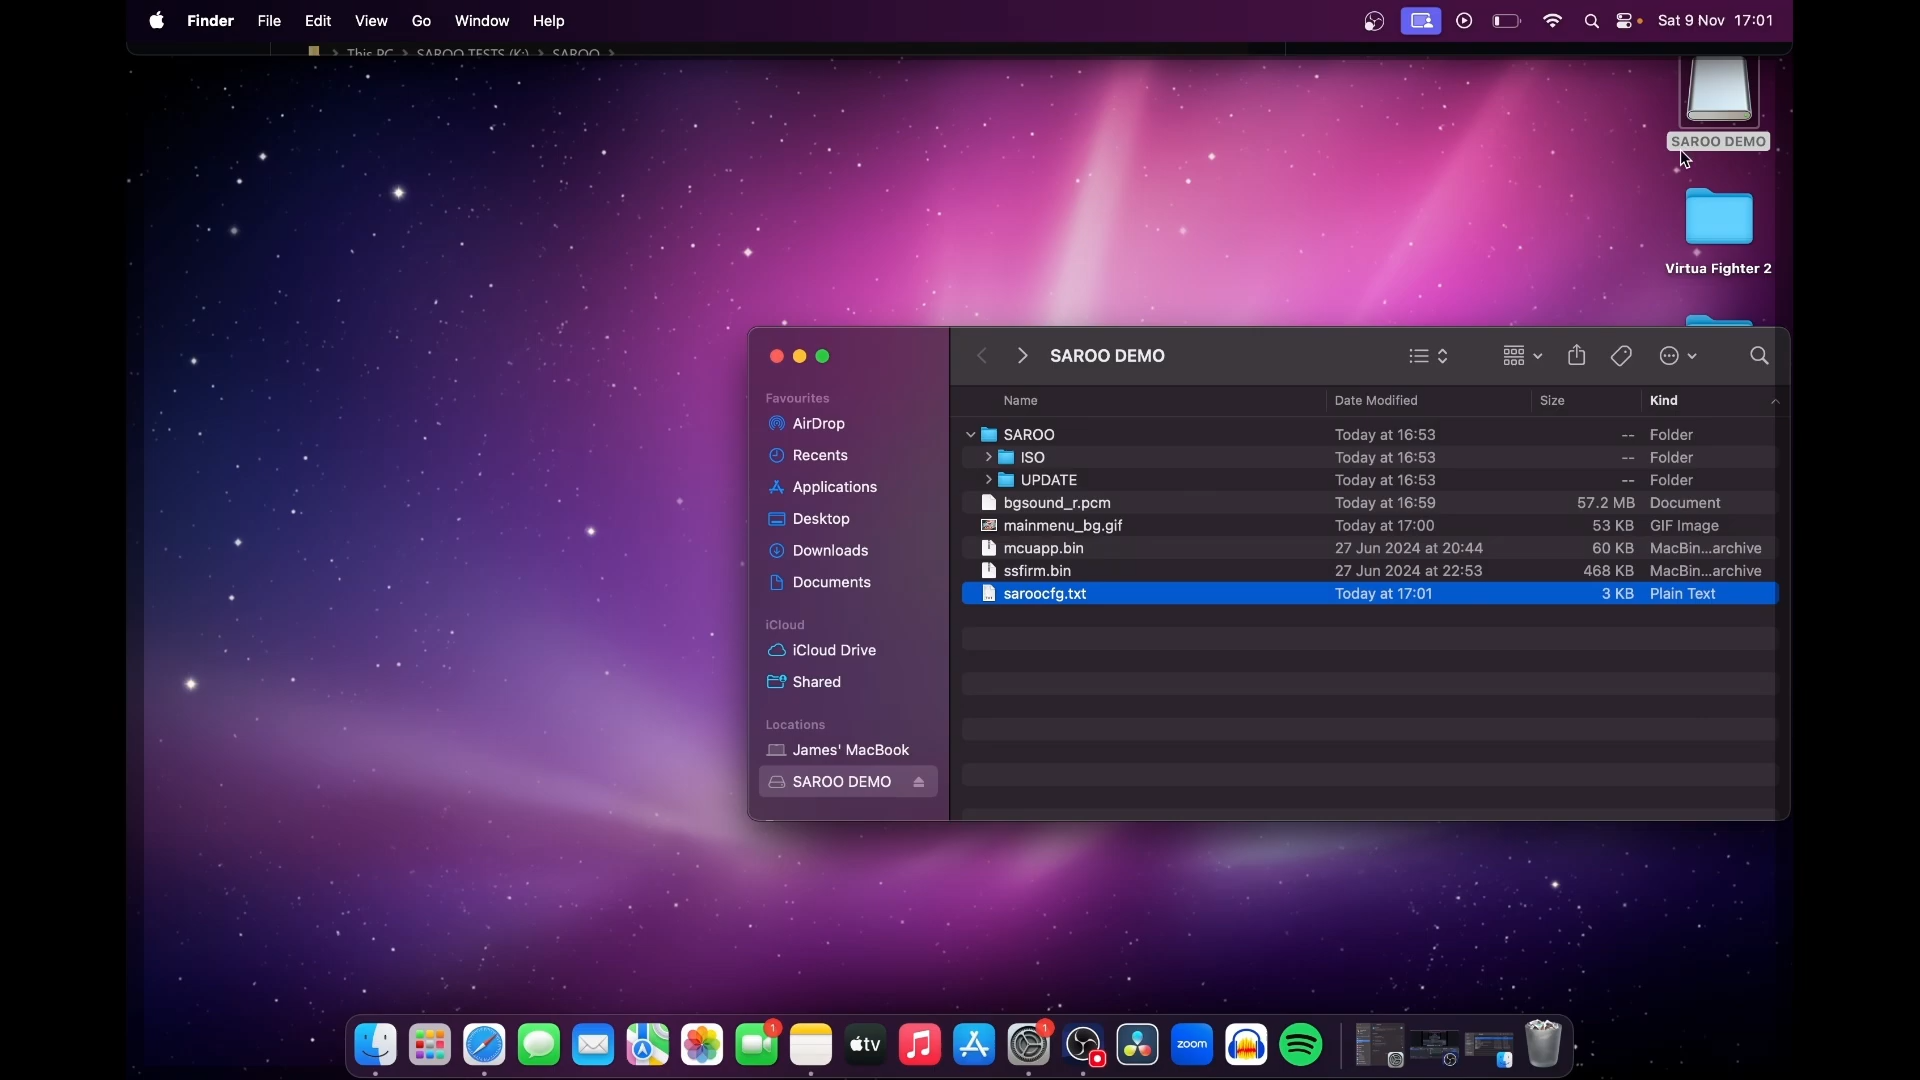 Finder File Edit View Go Window Help Sat 9 Nov 17:01
This PC > SAROO TESTS (K:) > SAROO >
SAROO DEMO
Virtua Fighter 2
SAROO DEMO
Favourites
AirDrop
Recents
Applications
Desktop
Downloads
Documents
iCloud
iCloud Drive
Shared
Locations
James' MacBook
SAROO DEMO
Name Date Modified Size Kind
SAROO Today at 16:53 -- Folder
ISO Today at 16:53 -- Folder
UPDATE Today at 16:53 -- Folder
bgsound_r.pcm Today at 16:59 57.2 MB Document
mainmenu_bg.gif Today at 17:00 53 KB GIF Image
mcuapp.bin 27 Jun 2024 at 20:44 60 KB MacBin...archive
ssfirm.bin 27 Jun 2024 at 22:53 468 KB MacBin...archive
saroocfg.txt Today at 17:01 3 KB Plain Text
1
1
tv
zoom